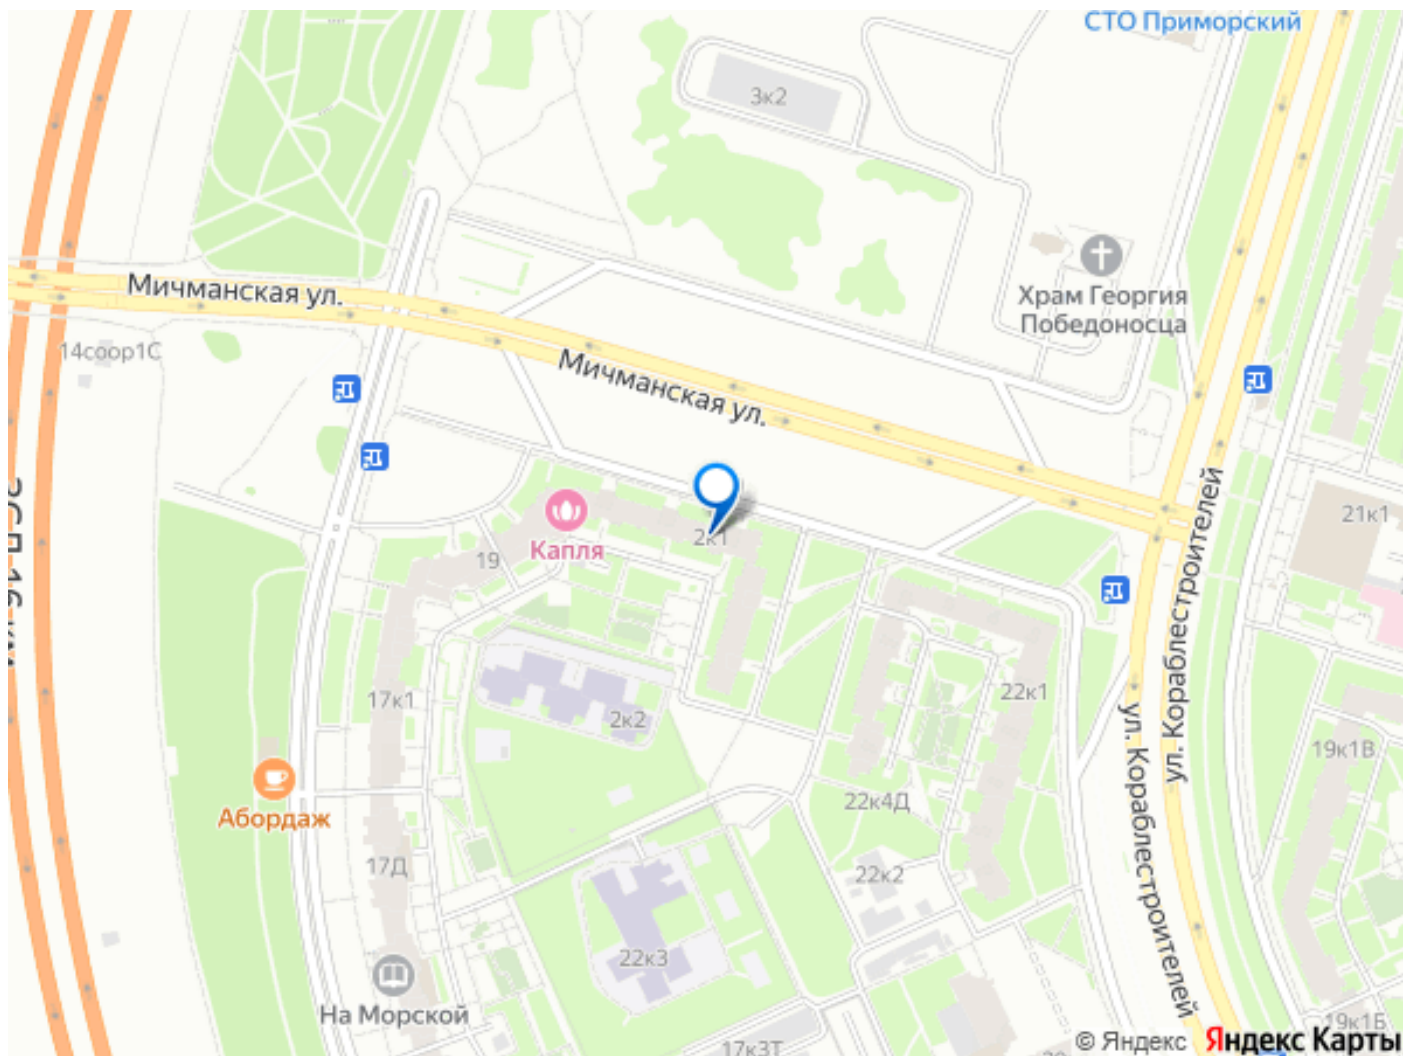 СТО Приморский
3к2
Храм Георгия
Победоносца
Мичманская ул.
14соор1С
Мичманская ул.
ул. Кораблестроителей
21к1
Капля
2к1
19
17к1
2к2
22к1
ул. Кораблестроителей
19к1В
Абордаж
22к4Д
17Д
22к2
22к3
На Морской
17к3Т
19к1Б
© Яндекс Яндекс Карты